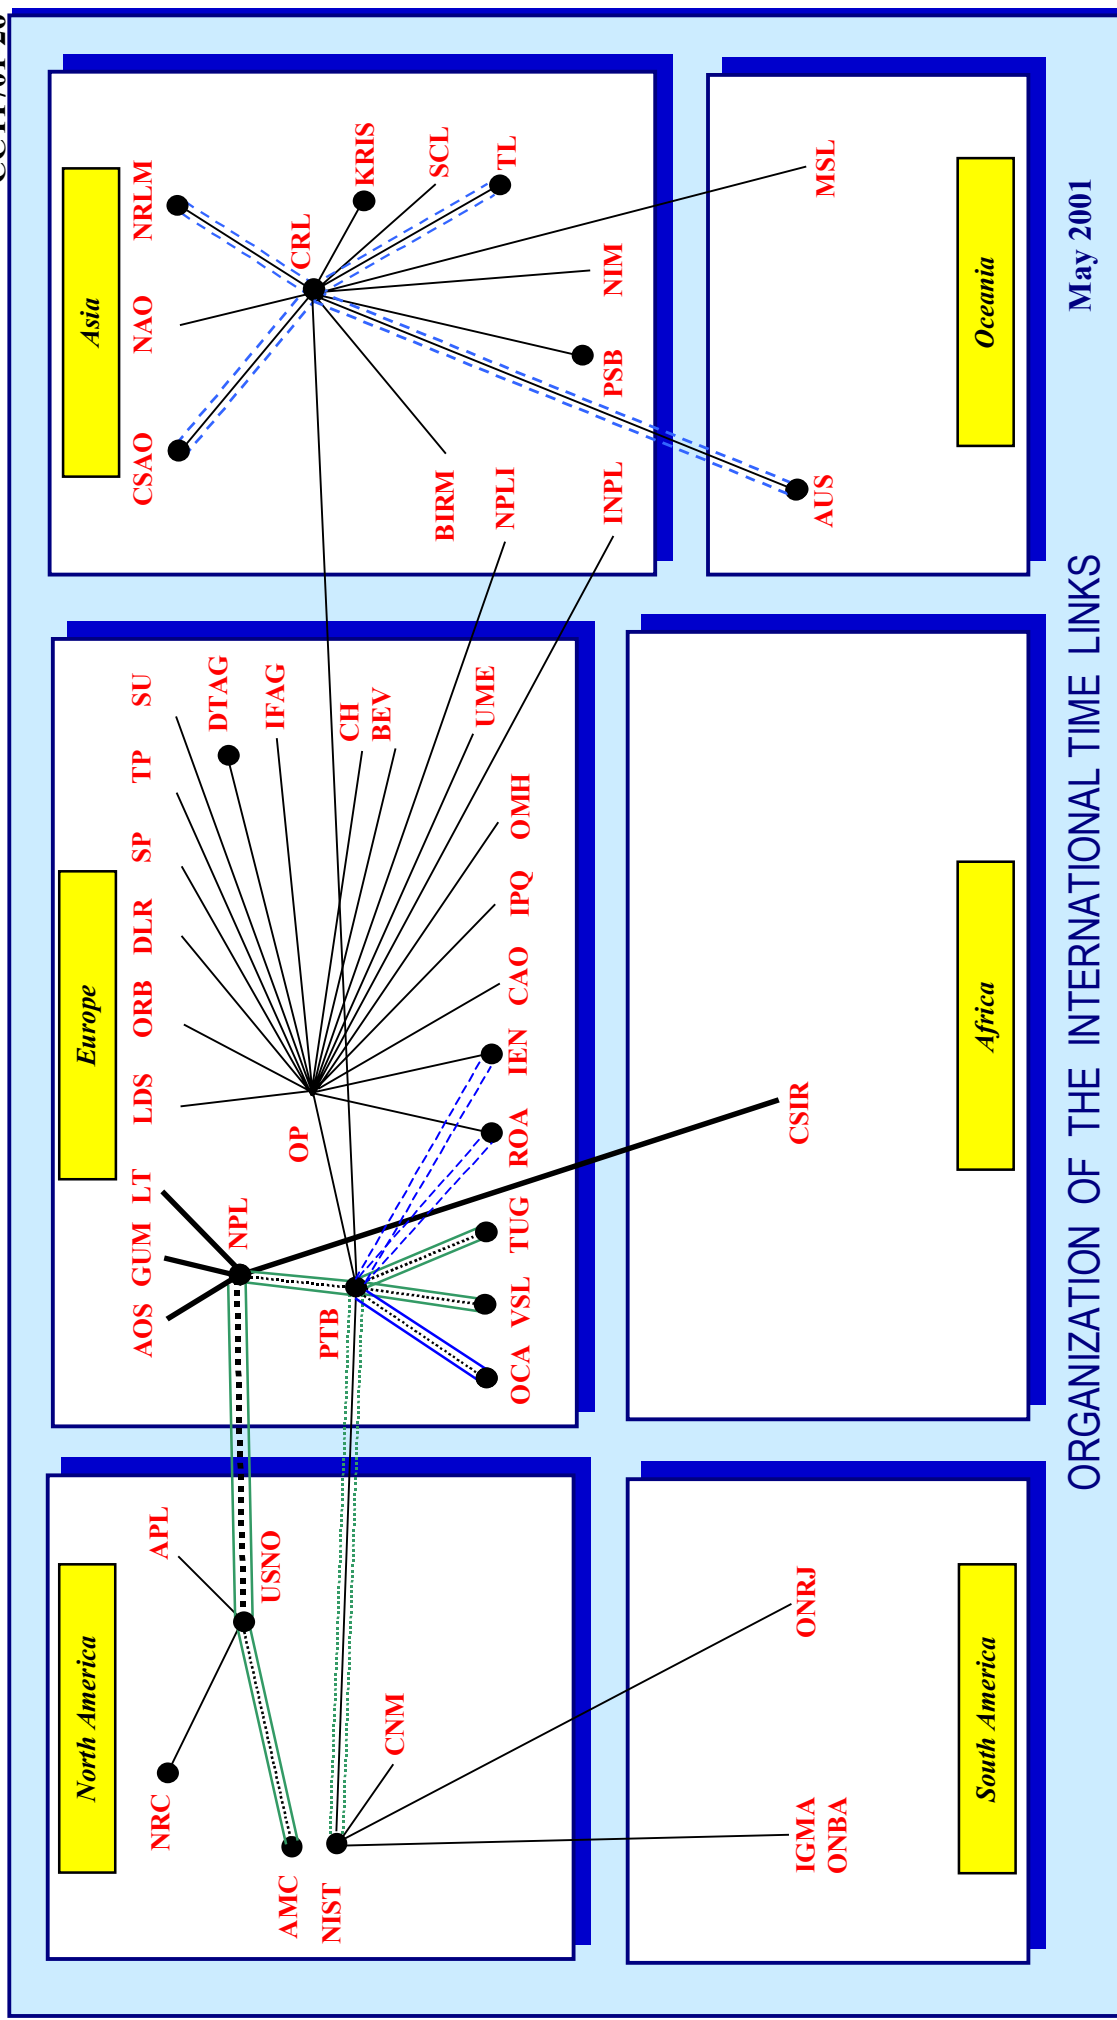 North America
NRC
APL
USNO
AMC
NIST
CNM
Europe
AOS
GUM
LT
LDS
ORB
DLR
SP
TP
SU
NPL
DTAG
IFAG
OP
PTB
CH
BEV
UME
OCA
VSL
TUG
ROA
IEN
CAO
IPQ
OMH
Asia
CSAO
NAO
NRLM
CRL
KRIS
SCL
TL
BIRM
NPLI
INPL
PSB
NIM
IGMA
ONBA
ONRJ
South America
CSIR
Africa
AUS
MSL
Oceania
ORGANIZATION OF THE INTERNATIONAL TIME LINKS
May 2001